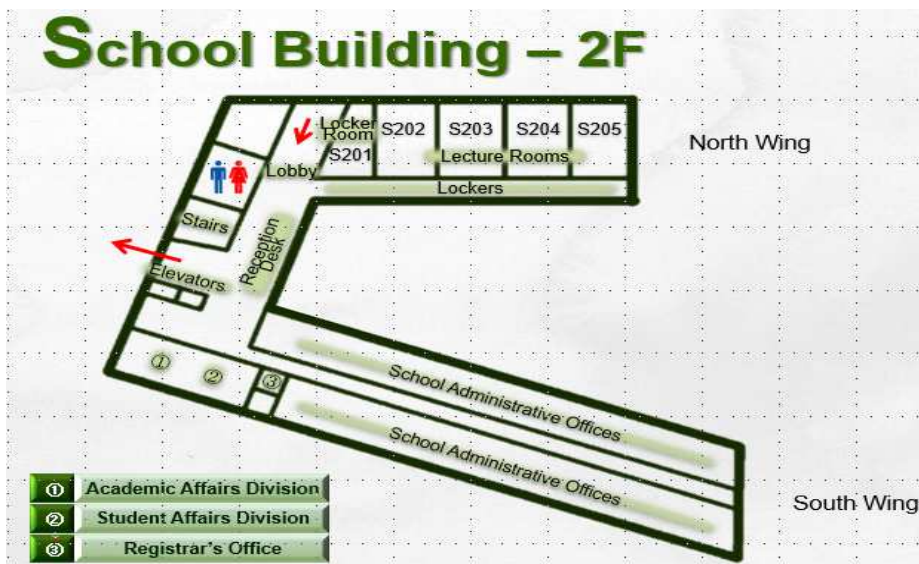 School Building – 2F
Locker
Room
S201
S202
S203
S204
S205
North Wing
Lecture Rooms
Lobby
Lockers
Stairs
Reception
Desk
Elevators
①
②
③
School Administrative Offices
School Administrative Offices
① Academic Affairs Division
② Student Affairs Division
③ Registrar's Office
South Wing